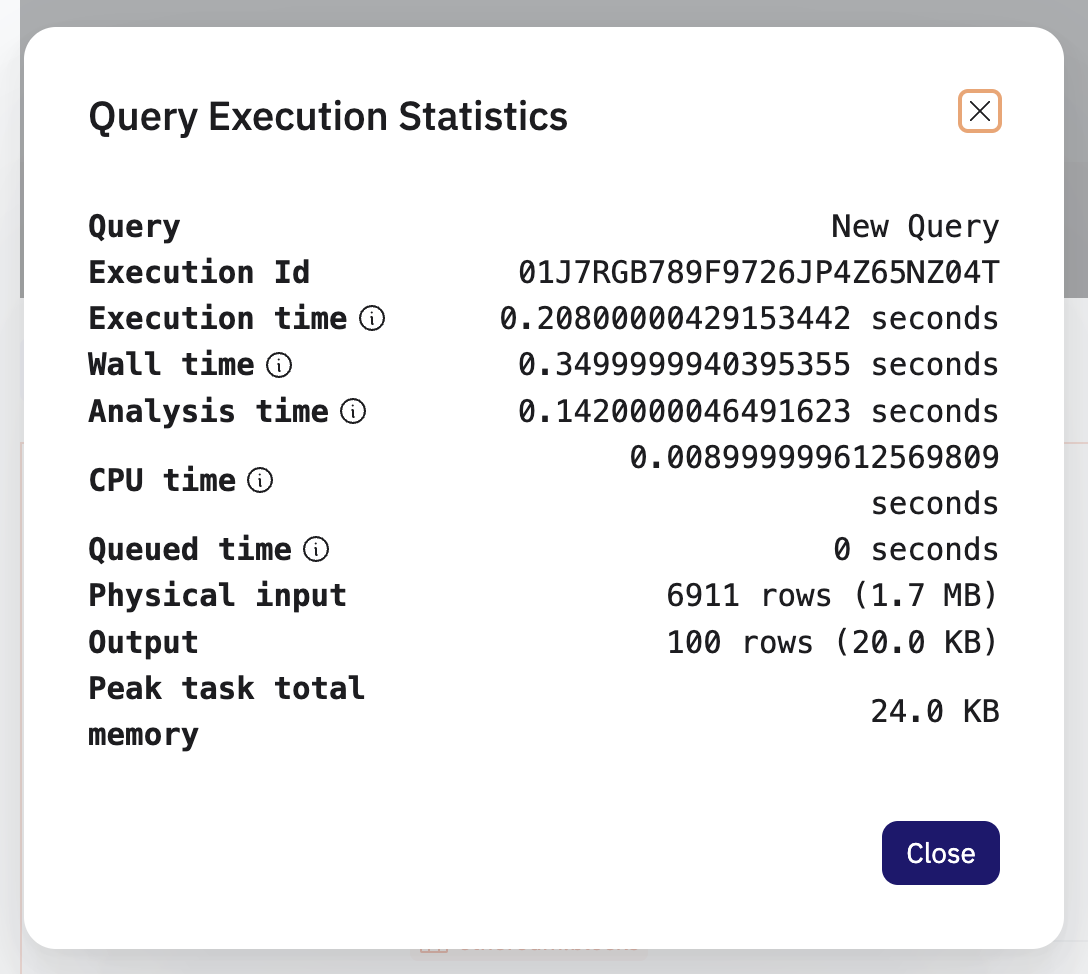 Query Execution Statistics
Query New Query
Execution Id 01J7RGB789F9726JP4Z65NZ04T
Execution time 0.20800000429153442 seconds
Wall time 0.3499999940395355 seconds
Analysis time 0.1420000046491623 seconds
CPU time 0.008999999612569809 seconds
Queued time 0 seconds
Physical input 6911 rows (1.7 MB)
Output 100 rows (20.0 KB)
Peak task total memory 24.0 KB
Close